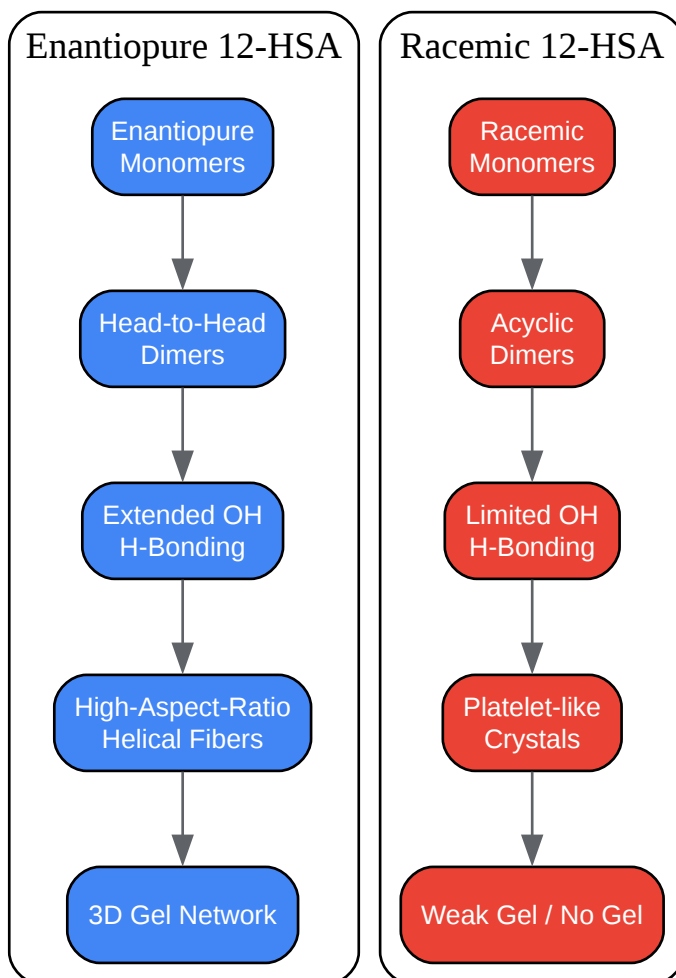 Enantiopure 12-HSA
Enantiopure
Monomers
Head-to-Head
Dimers
Extended OH
H-Bonding
High-Aspect-Ratio
Helical Fibers
3D Gel Network
Racemic 12-HSA
Racemic
Monomers
Acyclic
Dimers
Limited OH
H-Bonding
Platelet-like
Crystals
Weak Gel / No Gel